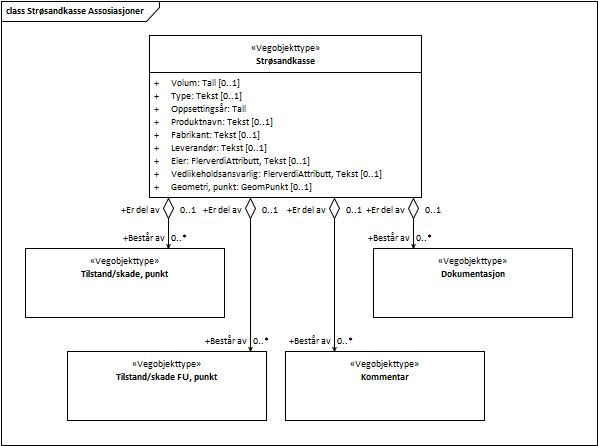 class Strøsandkasse Assosiasjoner
«Vegobjekttype»
Strøsandkasse
+ Volum: Tall [0..1]
+ Type: Tekst [0..1]
+ Oppsettingsår: Tall
+ Produktnavn: Tekst [0..1]
+ Fabrikant: Tekst [0..1]
+ Leverandør: Tekst [0..1]
+ Eier: FlerverdiAttributt, Tekst [0..1]
+ Vedlikeholdsansvarlig: FlerverdiAttributt, Tekst [0..1]
+ Geometri, punkt: GeomPunkt [0..1]
+Er del av 0..1 +Er del av 0..1 +Er del av 0..1 +Er del av 0..1
+Består av 0..* +Består av 0..*
«Vegobjekttype» «Vegobjekttype»
Tilstand/skade, punkt Dokumentasjon
+Består av 0..* +Består av 0..*
«Vegobjekttype» «Vegobjekttype»
Tilstand/skade FU, punkt Kommentar